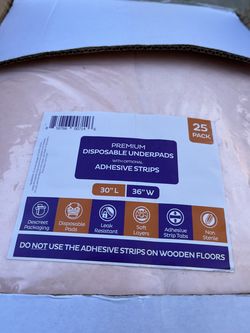 25
PACK
PREMIUM
DISPOSABLE UNDERPADS
WITH OPTIONAL
ADHESIVE STRIPS
30" L
36" W
Discreet
Packaging
Disposable
Pads
Leak
Resistant
Soft
Layers
Adhesive
Strip Tabs
Non
Sterile
DO NOT USE THE ADHESIVE STRIPS ON WOODEN FLOORS